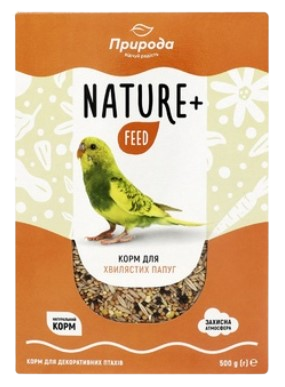 Природа
NATURE+
FEED
КОРМ ДЛЯ
ХВИЛЯСТИХ ПАПУГ
НАТУРАЛЬНИЙ
КОРМ
ЗАХИСНА
АТМОСФЕРА
КОРМ ДЛЯ ДЕКОРАТИВНИХ ПТАХІВ
500 g (г) e